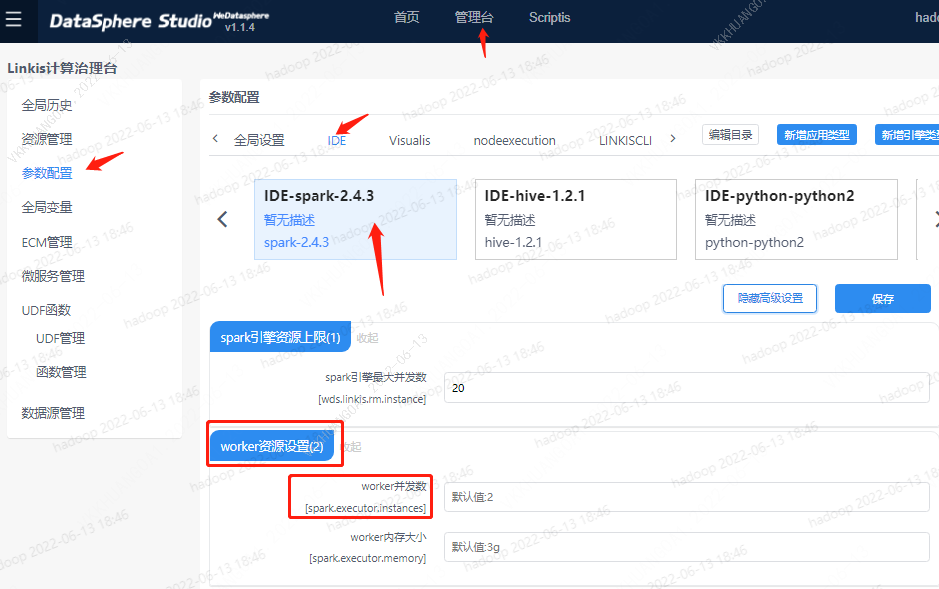 DataSphere Studio WeDatasphere
v1.1.4
首页
管理台
Scriptis
hado
Linkis计算治理台
全局历史
资源管理
参数配置
全局变量
ECM管理
微服务管理
UDF函数
UDF管理
函数管理
数据源管理
参数配置
全局设置
IDE
Visualis
nodeexecution
LINKISCLI
编辑目录
新增应用类型
新增引擎类
IDE-spark-2.4.3
暂无描述
spark-2.4.3
IDE-hive-1.2.1
暂无描述
hive-1.2.1
IDE-python-python2
暂无描述
python-python2
隐藏高级设置
保存
spark引擎资源上限(1)
收起
spark引擎最大并发数
[wds.linkis.rm.instance]
20
worker资源设置(2)
收起
worker并发数
[spark.executor.instances]
默认值:2
worker内存大小
[spark.executor.memory]
默认值:3g
hadoop 2022-06-13 18:46